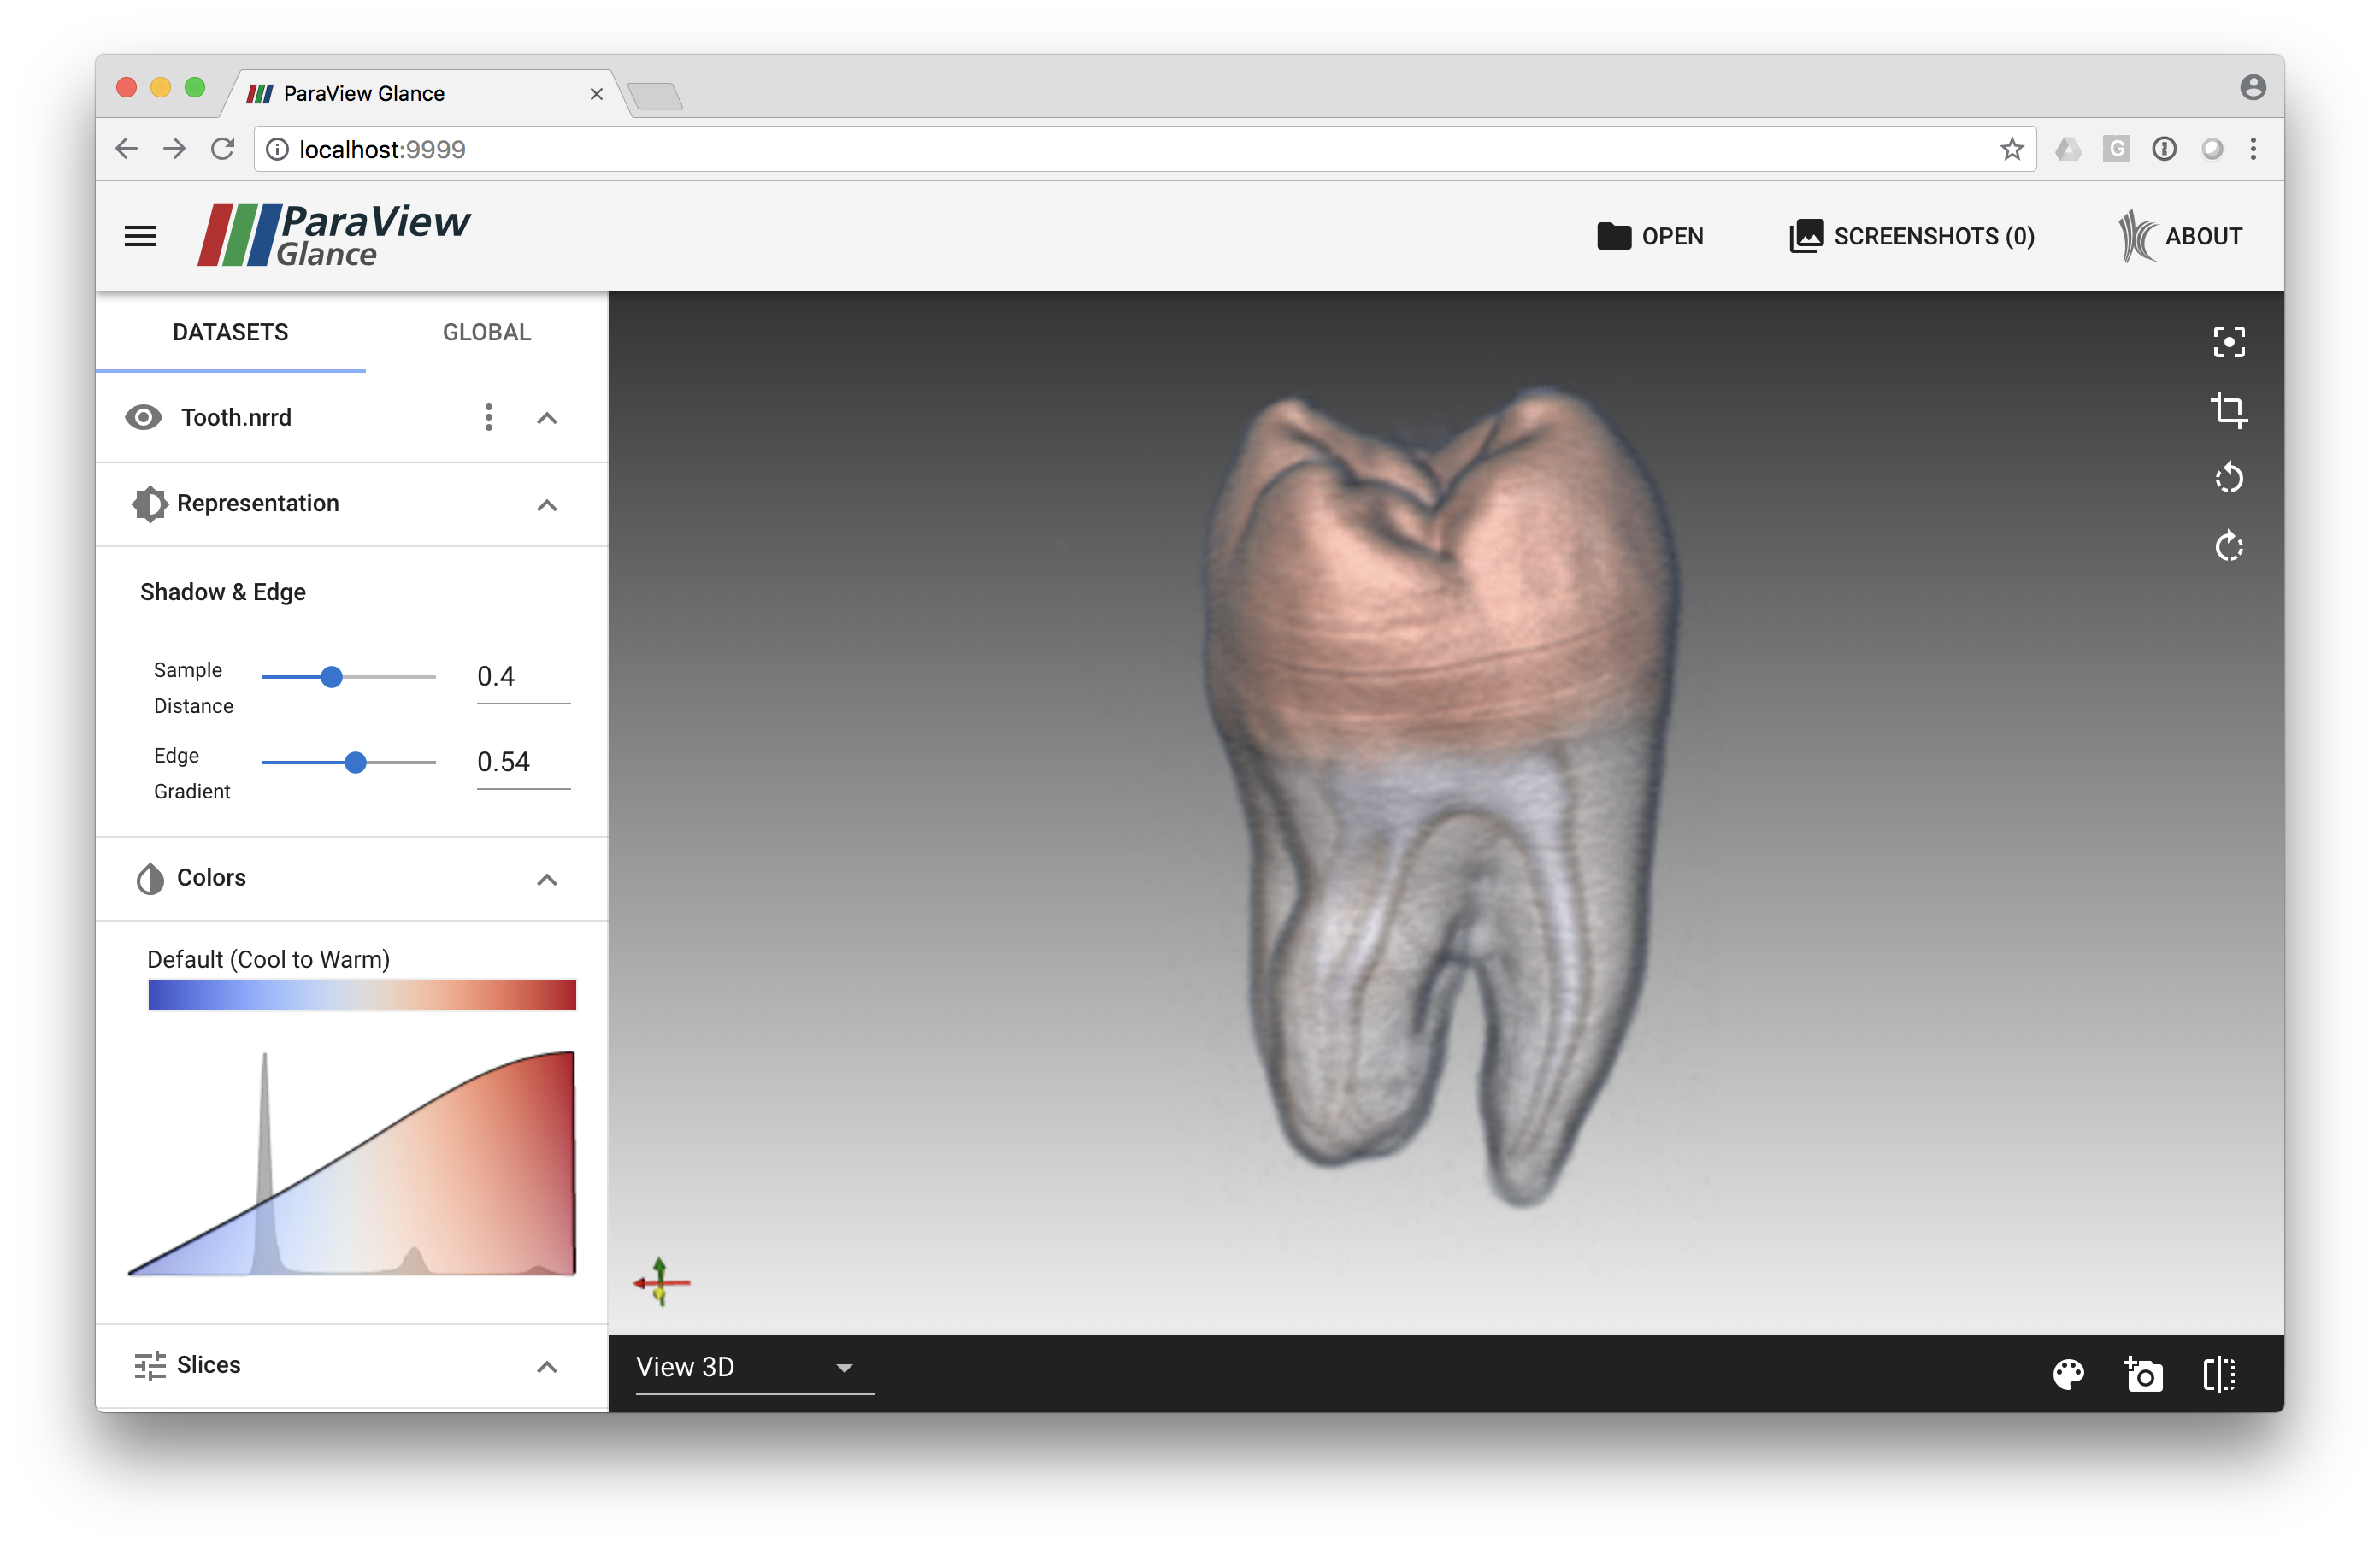 ParaView Glance
localhost:9999
ParaView
Glance
OPEN
SCREENSHOTS (0)
ABOUT
DATASETS
GLOBAL
Tooth.nrrd
Representation
Shadow & Edge
Sample
Distance
0.4
Edge
Gradient
0.54
Colors
Default (Cool to Warm)
Slices
View 3D